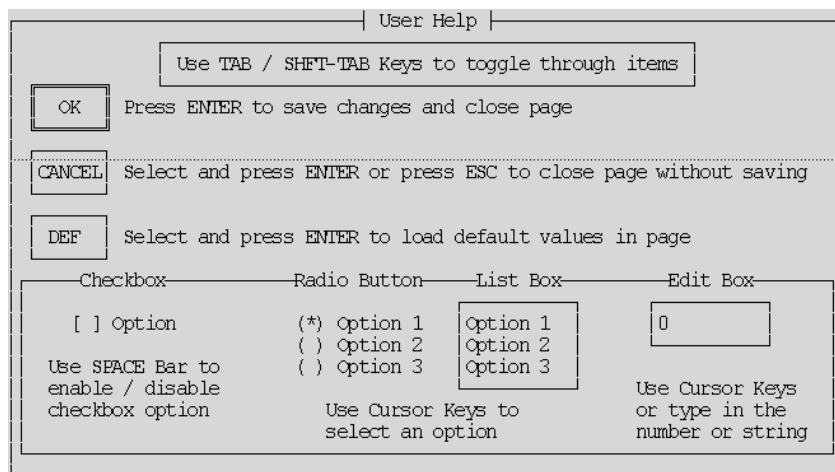 User Help
Use TAB / SHFT-TAB Keys to toggle through items
OK Press ENTER to save changes and close page
CANCEL Select and press ENTER or press ESC to close page without saving
DEF Select and press ENTER to load default values in page
Checkbox Radio Button List Box Edit Box
[ ] Option (*) Option 1 Option 1 0
( ) Option 2 Option 2
Use SPACE Bar to ( ) Option 3 Option 3
enable / disable Use Cursor Keys
checkbox option Use Cursor Keys to or type in the
select an option number or string